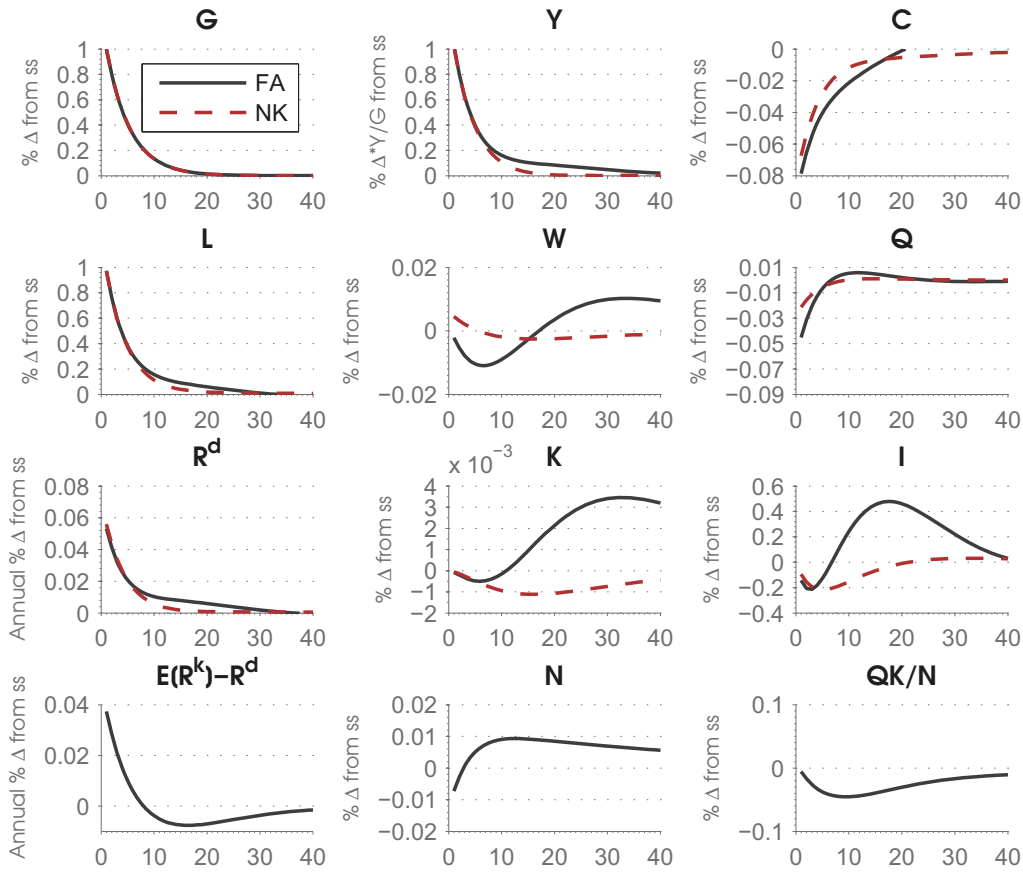 G
% Δ from ss
1
0.8
0.6
0.4
0.2
0
0 10 20 30 40
FA
NK
Y
% Δ*Y/G from ss
1
0.8
0.6
0.4
0.2
0
0 10 20 30 40
C
% Δ from ss
0
−0.02
−0.04
−0.06
−0.08
0 10 20 30 40
L
% Δ from ss
1
0.8
0.6
0.4
0.2
0
0 10 20 30 40
W
% Δ from ss
0.02
0
−0.02
0 10 20 30 40
Q
% Δ from ss
0.01
−0.01
−0.03
−0.05
−0.07
−0.09
0 10 20 30 40
R^d
Annual % Δ from ss
0.08
0.06
0.04
0.02
0
0 10 20 30 40
K
x 10^−3
% Δ from ss
4
3
2
1
0
−1
−2
0 10 20 30 40
I
% Δ from ss
0.6
0.4
0.2
0
−0.2
−0.4
0 10 20 30 40
E(R^k)−R^d
Annual % Δ from ss
0.04
0.02
0
0 10 20 30 40
N
% Δ from ss
0.02
0.01
0
−0.01
−0.02
0 10 20 30 40
QK/N
% Δ from ss
0.1
0
−0.1
0 10 20 30 40